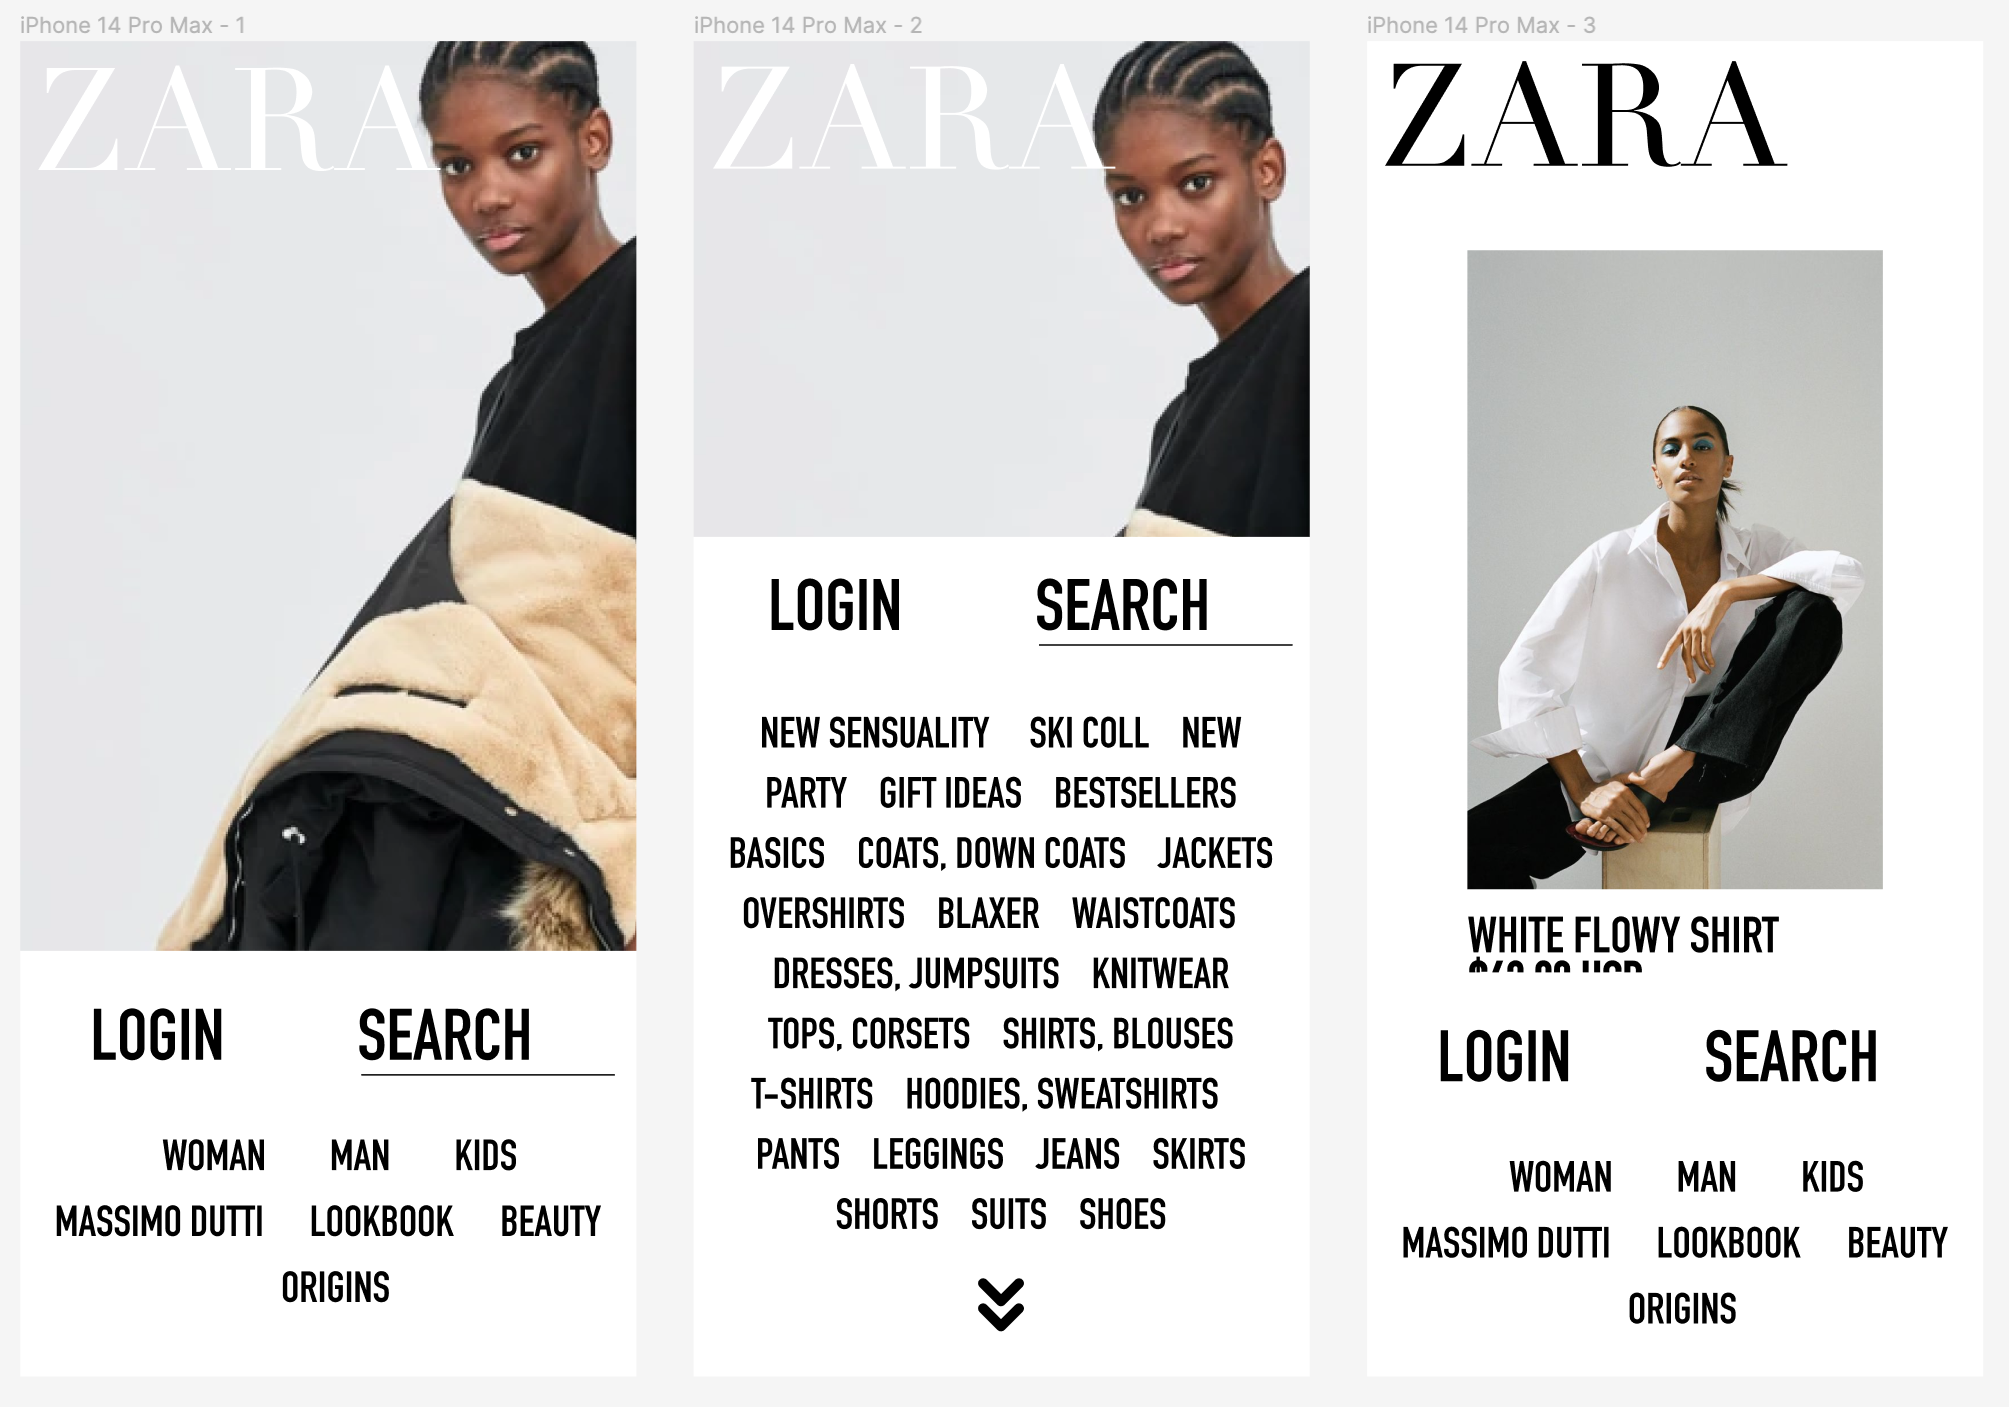 iPhone 14 Pro Max - 1
ZARA
LOGIN SEARCH
WOMAN MAN KIDS
MASSIMO DUTTI LOOKBOOK BEAUTY
ORIGINS
iPhone 14 Pro Max - 2
ZARA
LOGIN SEARCH
NEW SENSUALITY SKI COLL NEW
PARTY GIFT IDEAS BESTSELLERS
BASICS COATS, DOWN COATS JACKETS
OVERSHIRTS BLAXER WAISTCOATS
DRESSES, JUMPSUITS KNITWEAR
TOPS, CORSETS SHIRTS, BLOUSES
T-SHIRTS HOODIES, SWEATSHIRTS
PANTS LEGGINGS JEANS SKIRTS
SHORTS SUITS SHOES
iPhone 14 Pro Max - 3
ZARA
WHITE FLOWY SHIRT
LOGIN SEARCH
WOMAN MAN KIDS
MASSIMO DUTTI LOOKBOOK BEAUTY
ORIGINS